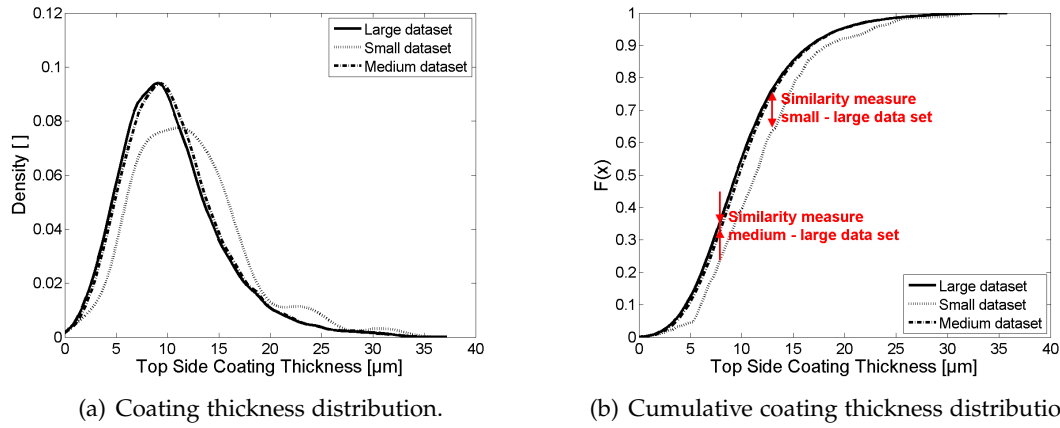 0.12
0.1
0.08
0.06
0.04
0.02
0
Density [ ]
Large dataset
Small dataset
Medium dataset
0 5 10 15 20 25 30 35 40
Top Side Coating Thickness [µm]
(a) Coating thickness distribution.
1
0.9
0.8
0.7
0.6
0.5
0.4
0.3
0.2
0.1
0
F(x)
Similarity measure
small - large data set
Similarity measure
medium - large data set
Large dataset
Small dataset
Medium dataset
0 5 10 15 20 25 30 35 40
Top Side Coating Thickness [µm]
(b) Cumulative coating thickness distributio